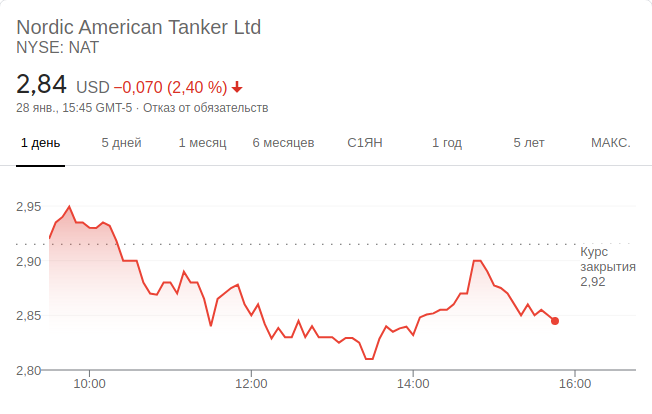 Nordic American Tanker Ltd
NYSE: NAT
2,84 USD −0,070 (2,40 %)
28 янв., 15:45 GMT-5 · Отказ от обязательств
1 день 5 дней 1 месяц 6 месяцев С1ЯН 1 год 5 лет МАКС.
2,95
Курс
закрытия
2,92
2,90
2,85
2,80
10:00 12:00 14:00 16:00